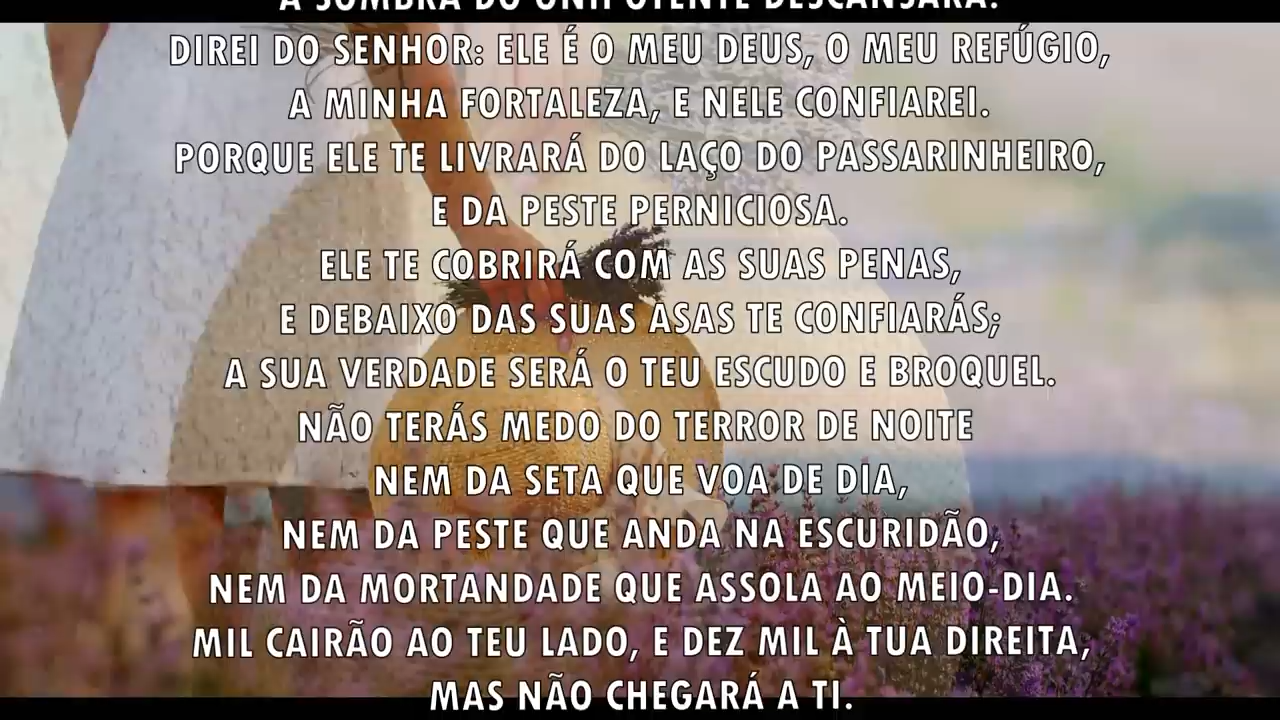 À SOMBRA DO ONIPOTENTE DESCANSARÁ.
DIREI DO SENHOR: ELE É O MEU DEUS, O MEU REFÚGIO,
A MINHA FORTALEZA, E NELE CONFIAREI.
PORQUE ELE TE LIVRARÁ DO LAÇO DO PASSARINHEIRO,
E DA PESTE PERNICIOSA.
ELE TE COBRIRÁ COM AS SUAS PENAS,
E DEBAIXO DAS SUAS ASAS TE CONFIARÁS;
A SUA VERDADE SERÁ O TEU ESCUDO E BROQUEL.
NÃO TERÁS MEDO DO TERROR DE NOITE
NEM DA SETA QUE VOA DE DIA,
NEM DA PESTE QUE ANDA NA ESCURIDÃO,
NEM DA MORTANDADE QUE ASSOLA AO MEIO-DIA.
MIL CAIRÃO AO TEU LADO, E DEZ MIL À TUA DIREITA,
MAS NÃO CHEGARÁ A TI.